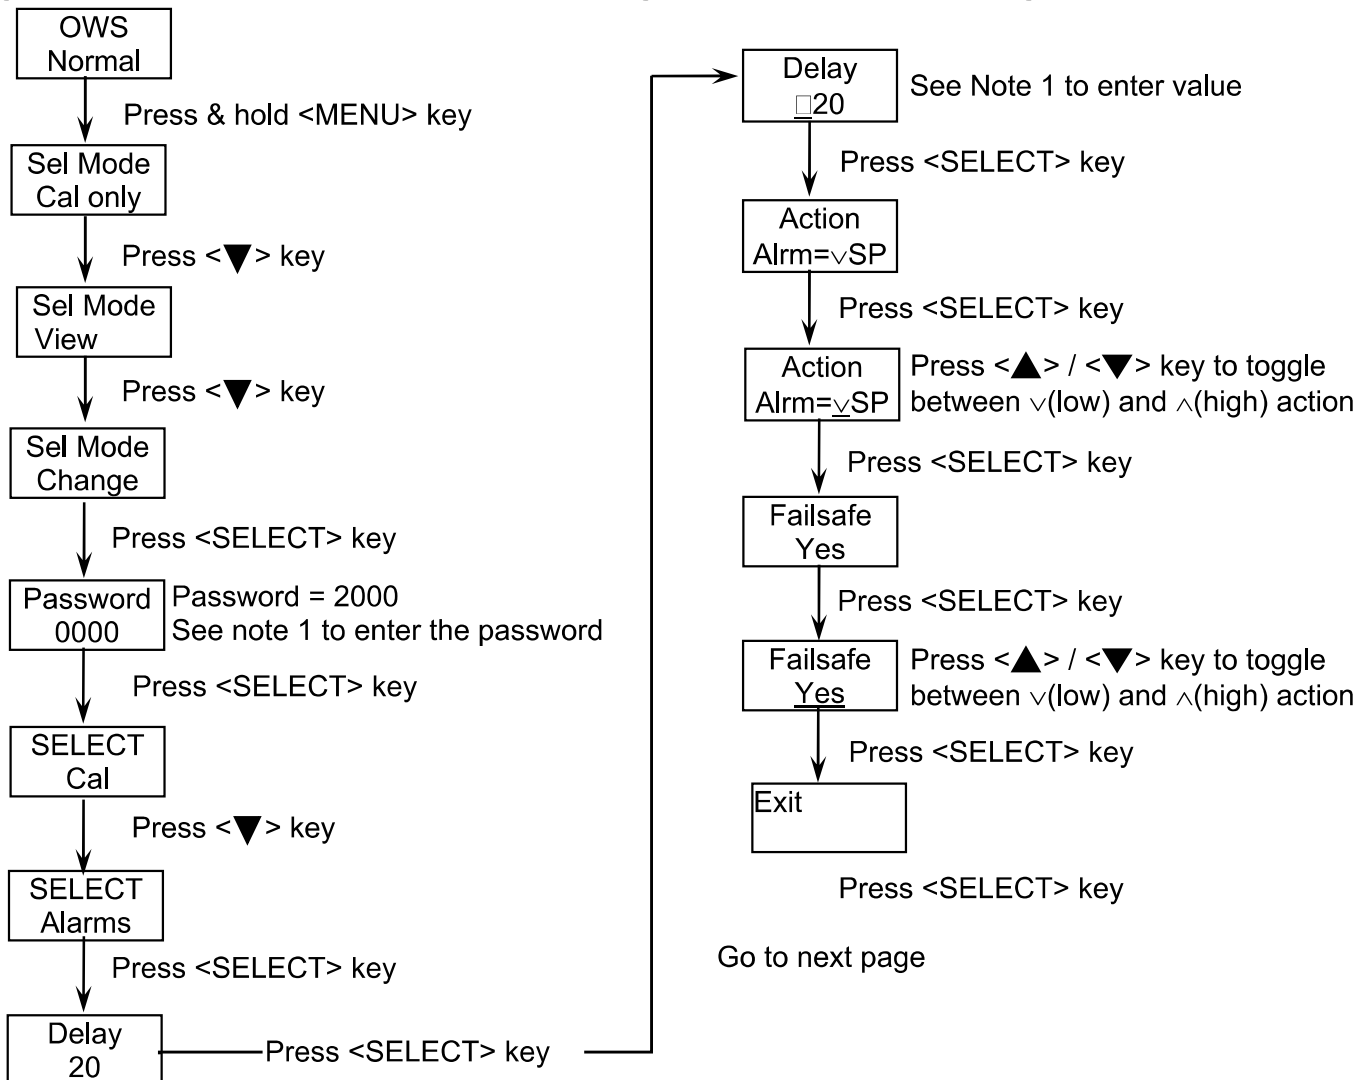 OWS
Normal
Press & hold <MENU> key
Sel Mode
Cal only
Press <▼> key
Sel Mode
View
Press <▼> key
Sel Mode
Change
Press <SELECT> key
Password
0000
Password = 2000
See note 1 to enter the password
Press <SELECT> key
SELECT
Cal
Press <▼> key
SELECT
Alarms
Press <SELECT> key
Delay
20
Press <SELECT> key
Delay
□20
See Note 1 to enter value
Press <SELECT> key
Action
Alrm=∨SP
Press <SELECT> key
Action
Alrm=∨SP
Press <▲> / <▼> key to toggle
between ∨(low) and ∧(high) action
Press <SELECT> key
Failsafe
Yes
Press <SELECT> key
Failsafe
Yes
Press <▲> / <▼> key to toggle
between ∨(low) and ∧(high) action
Press <SELECT> key
Exit
Press <SELECT> key
Go to next page